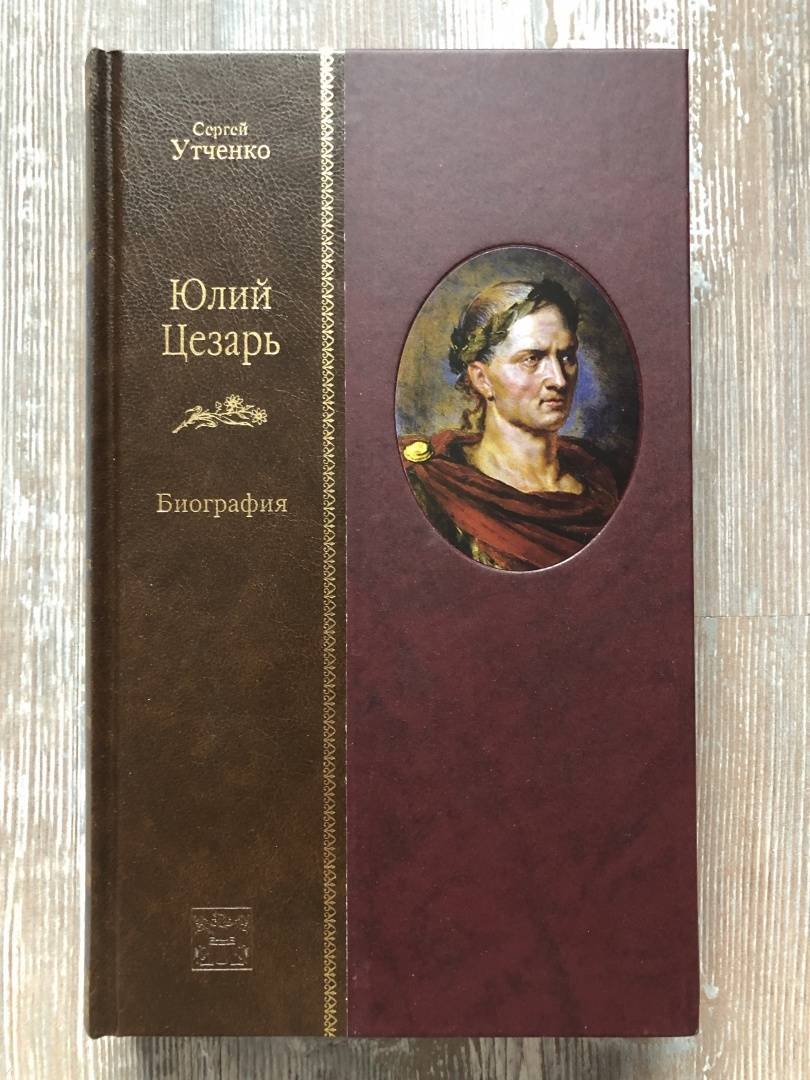 Сергей
Утченко
Юлий
Цезарь
Биография